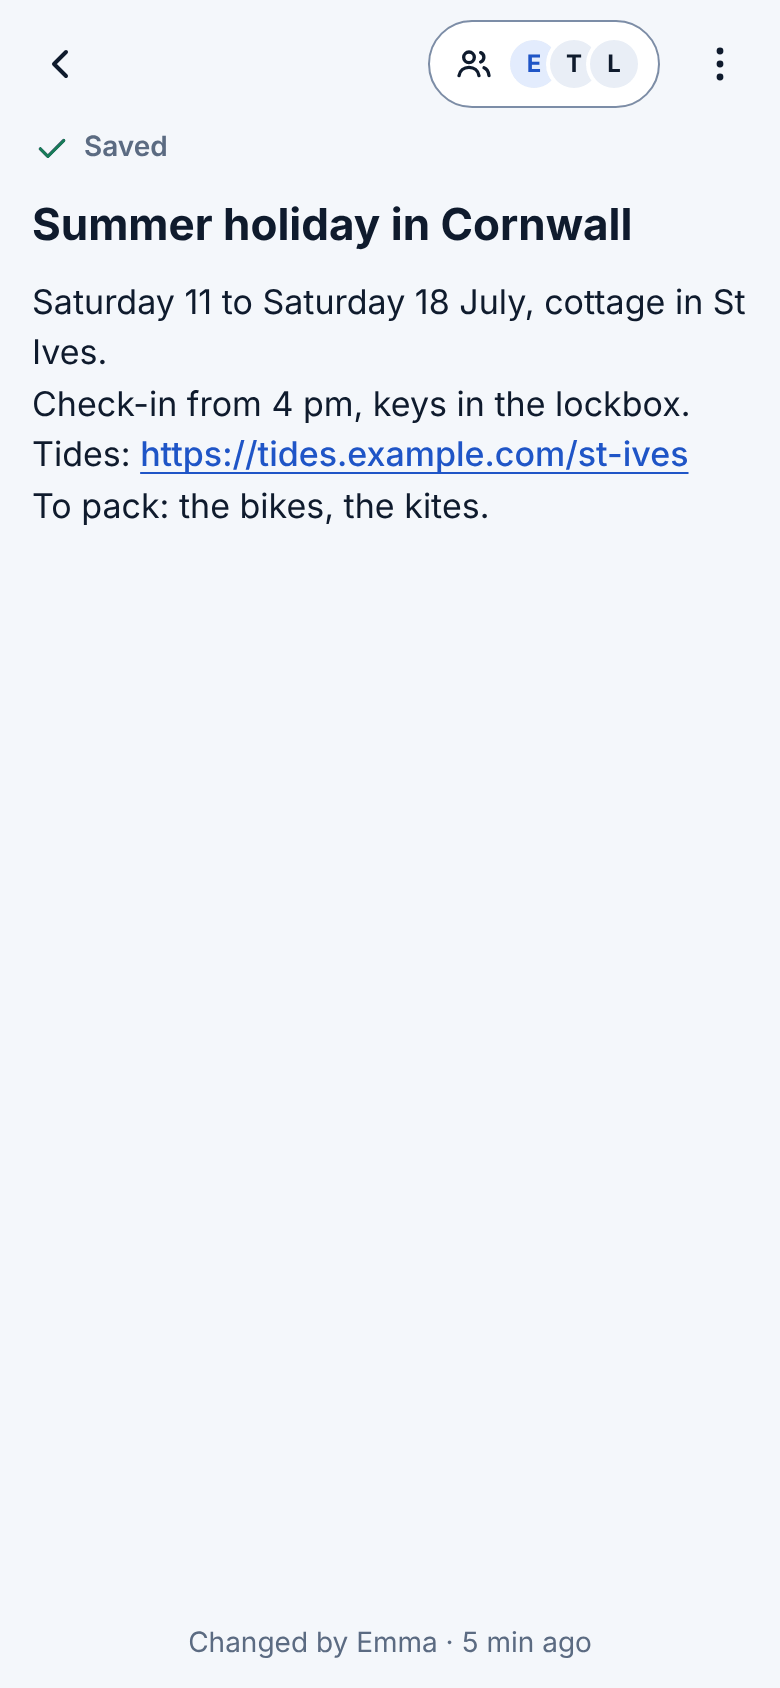 E T L
Saved
Summer holiday in Cornwall
Saturday 11 to Saturday 18 July, cottage in St
Ives.
Check-in from 4 pm, keys in the lockbox.
Tides: https://tides.example.com/st-ives
To pack: the bikes, the kites.
Changed by Emma · 5 min ago